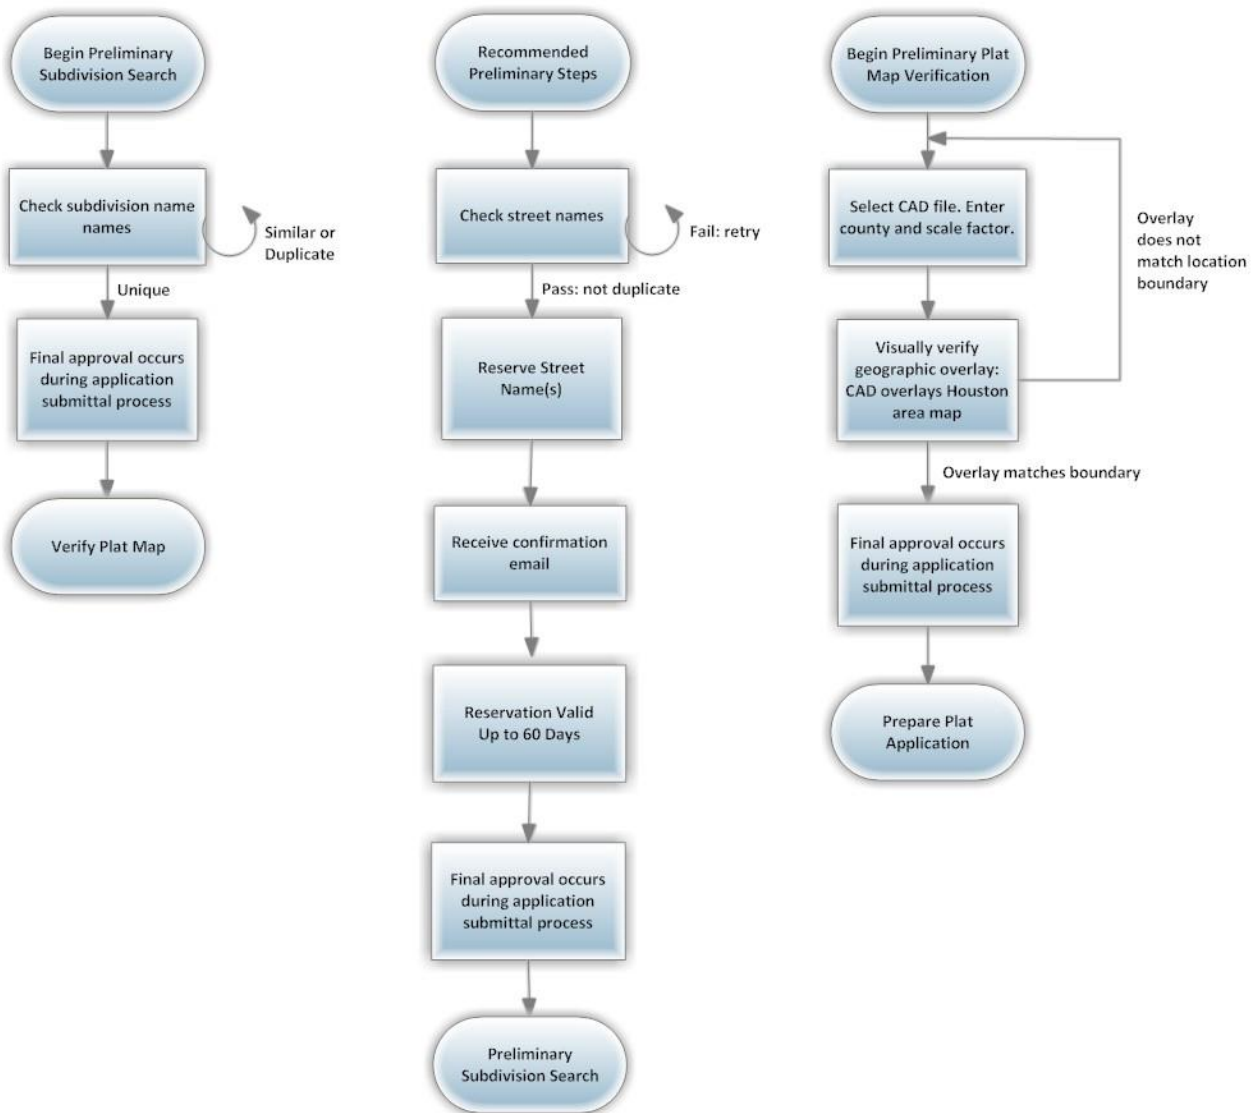 Begin Preliminary
Subdivision Search
Check subdivision name
names
Similar or
Duplicate
Unique
Final approval occurs
during application
submittal process
Verify Plat Map
Recommended
Preliminary Steps
Check street names
Fail: retry
Pass: not duplicate
Reserve Street
Name(s)
Receive confirmation
email
Reservation Valid
Up to 60 Days
Final approval occurs
during application
submittal process
Preliminary
Subdivision Search
Begin Preliminary Plat
Map Verification
Select CAD file. Enter
county and scale factor.
Overlay
does not
match location
boundary
Visually verify
geographic overlay:
CAD overlays Houston
area map
Overlay matches boundary
Final approval occurs
during application
submittal process
Prepare Plat
Application